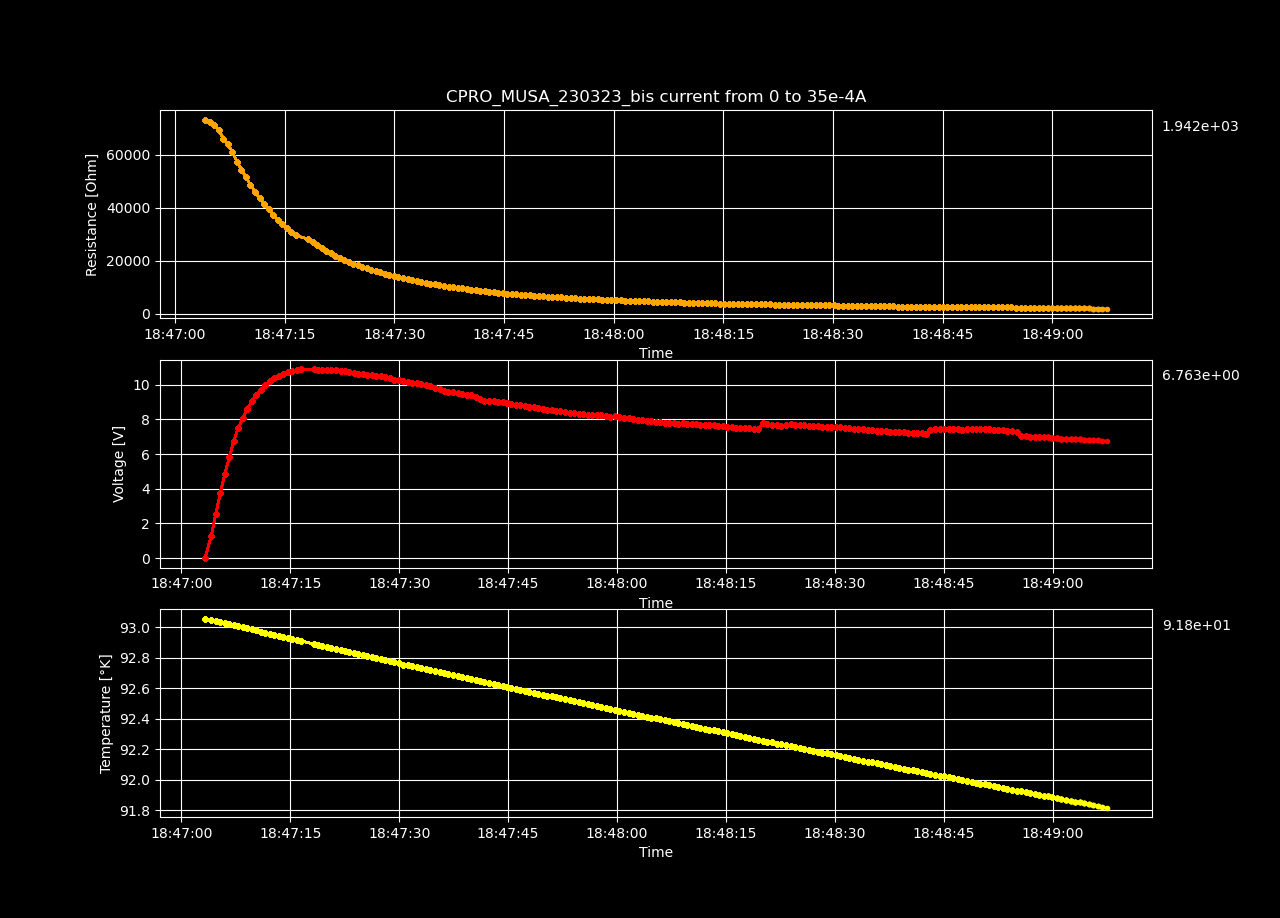 CPRO_MUSA_230323_bis current from 0 to 35e-4A
1.942e+03
Resistance [Ohm]
60000
40000
20000
0
18:47:00 18:47:15 18:47:30 18:47:45 18:48:00 18:48:15 18:48:30 18:48:45 18:49:00
Time
6.763e+00
Voltage [V]
10
8
6
4
2
0
18:47:00 18:47:15 18:47:30 18:47:45 18:48:00 18:48:15 18:48:30 18:48:45 18:49:00
Time
9.18e+01
Temperature [°K]
93.0
92.8
92.6
92.4
92.2
92.0
91.8
18:47:00 18:47:15 18:47:30 18:47:45 18:48:00 18:48:15 18:48:30 18:48:45 18:49:00
Time